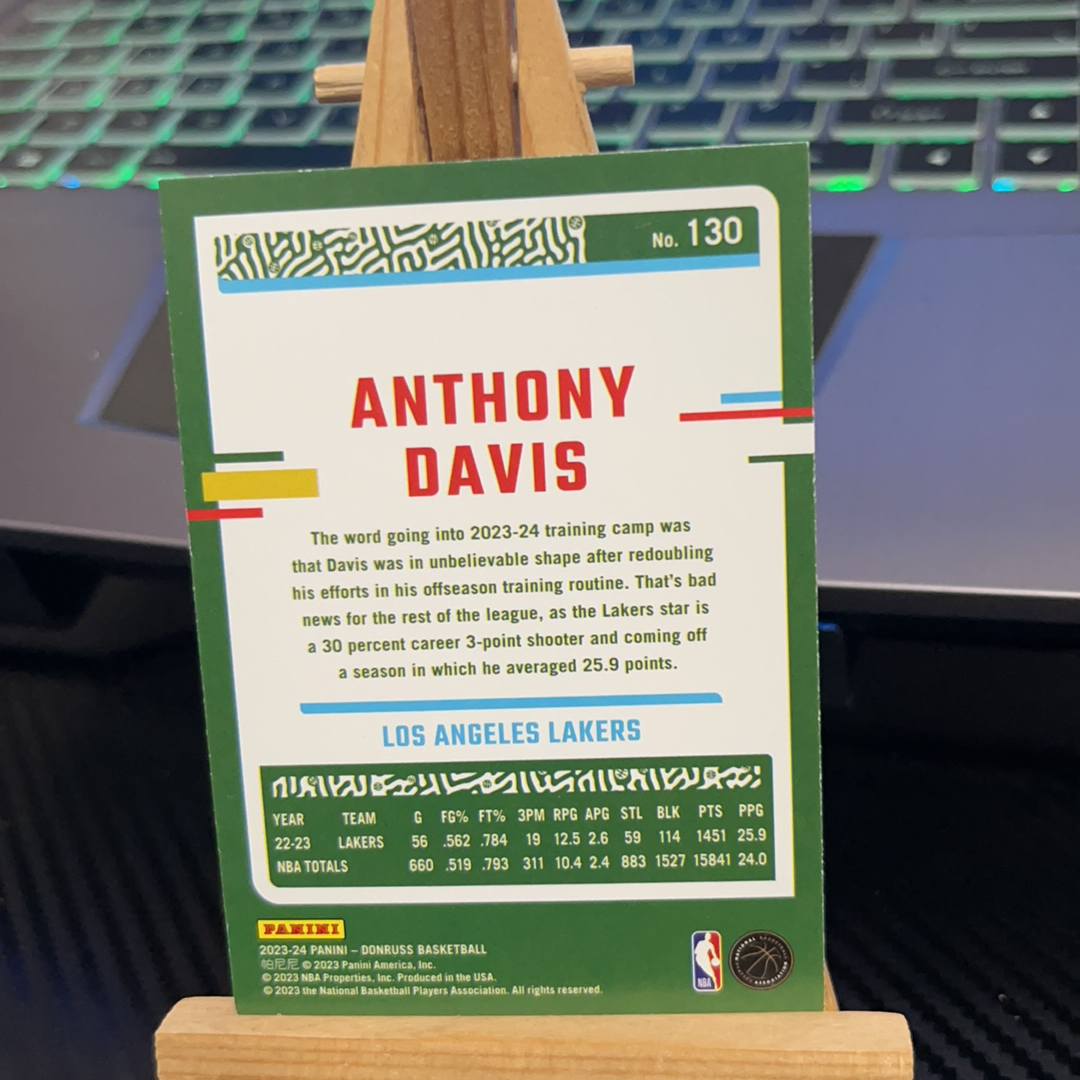 No. 130
ANTHONY
DAVIS
The word going into 2023-24 training camp was
that Davis was in unbelievable shape after redoubling
his efforts in his offseason training routine. That's bad
news for the rest of the league, as the Lakers star is
a 30 percent career 3-point shooter and coming off
a season in which he averaged 25.9 points.
LOS ANGELES LAKERS
YEAR TEAM G FG% FT% 3PM RPG APG STL BLK PTS PPG
22-23 LAKERS 56 .562 .784 19 12.5 2.6 59 114 1451 25.9
NBA TOTALS 660 .519 .793 311 10.4 2.4 883 1527 15841 24.0
PANINI
2023-24 PANINI – DONRUSS BASKETBALL
帕尼尼 © 2023 Panini America, Inc.
© 2023 NBA Properties, Inc. Produced in the USA.
© 2023 the National Basketball Players Association. All rights reserved.
NBA
NATIONAL BASKETBALL PLAYERS ASSOCIATION